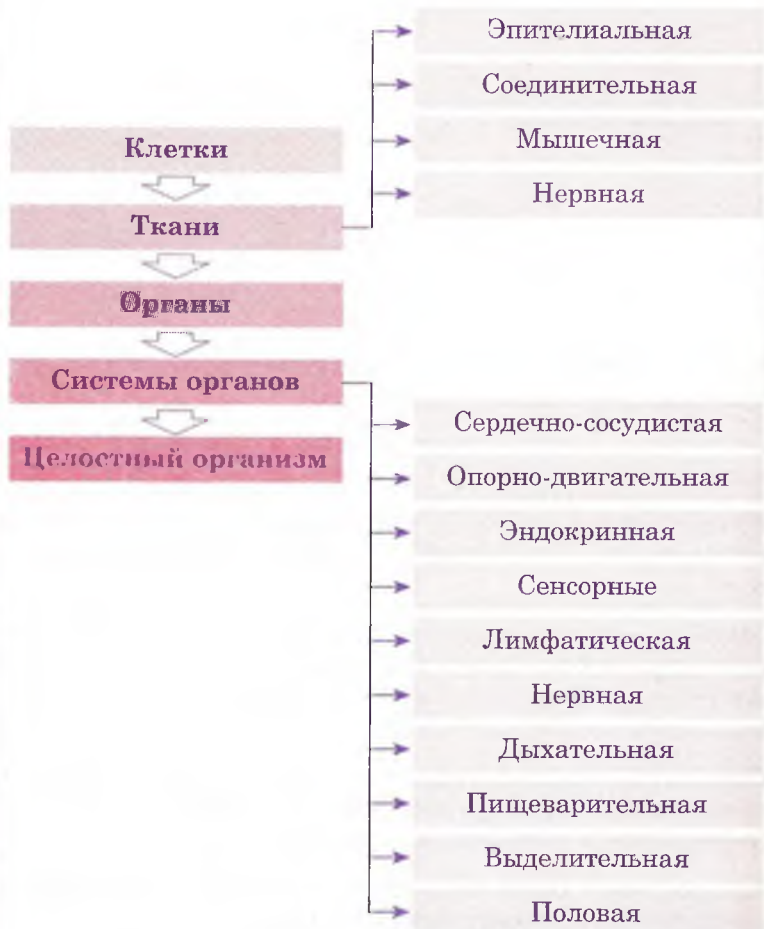 Эпителиальная
Соединительная
Мышечная
Нервная
Клетки
Ткани
Органы
Системы органов
Целостный организм
Сердечно-сосудистая
Опорно-двигательная
Эндокринная
Сенсорные
Лимфатическая
Нервная
Дыхательная
Пищеварительная
Выделительная
Половая